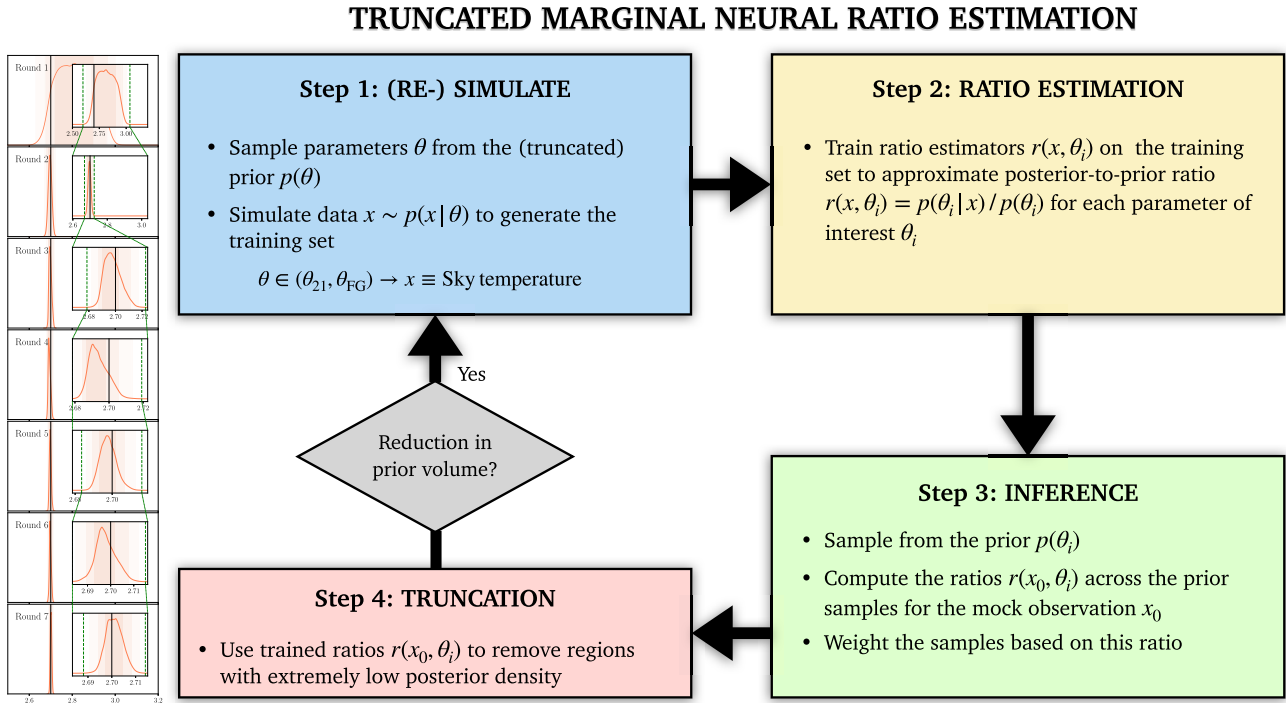 TRUNCATED MARGINAL NEURAL RATIO ESTIMATION
Round 1
2.50 2.75 3.00
Round 2
2.6 2.8 3.0
Round 3
2.68 2.70 2.72
Round 4
2.68 2.70 2.72
Round 5
2.68 2.70
Round 6
2.69 2.70 2.71
Round 7
2.69 2.70 2.71
2.6 2.8 3.0 3.2
Step 1: (RE-) SIMULATE
• Sample parameters θ from the (truncated)
prior p(θ)
• Simulate data x ∼ p(x | θ) to generate the
training set
θ ∈ (θ₂₁, θ_FG) → x ≡ Sky temperature
Step 2: RATIO ESTIMATION
• Train ratio estimators r(x, θᵢ) on the training
set to approximate posterior-to-prior ratio
r(x, θᵢ) = p(θᵢ | x) / p(θᵢ) for each parameter of
interest θᵢ
Step 3: INFERENCE
• Sample from the prior p(θᵢ)
• Compute the ratios r(x₀, θᵢ) across the prior
samples for the mock observation x₀
• Weight the samples based on this ratio
Step 4: TRUNCATION
• Use trained ratios r(x₀, θᵢ) to remove regions
with extremely low posterior density
Reduction in
prior volume?
Yes